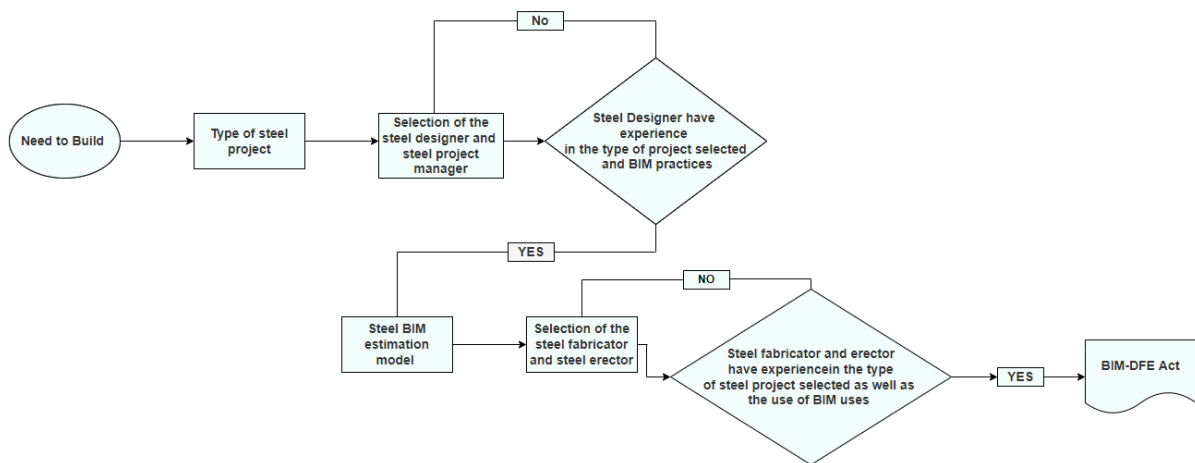 No
Need to Build
Type of steel
project
Selection of the
steel designer and
steel project
manager
Steel Designer have
experience
in the type of project selected
and BIM practices
YES
NO
Steel BIM
estimation
model
Selection of the
steel fabricator
and steel erector
Steel fabricator and erector
have experiencein the type
of steel project selected as well as
the use of BIM uses
YES
BIM-DFE Act